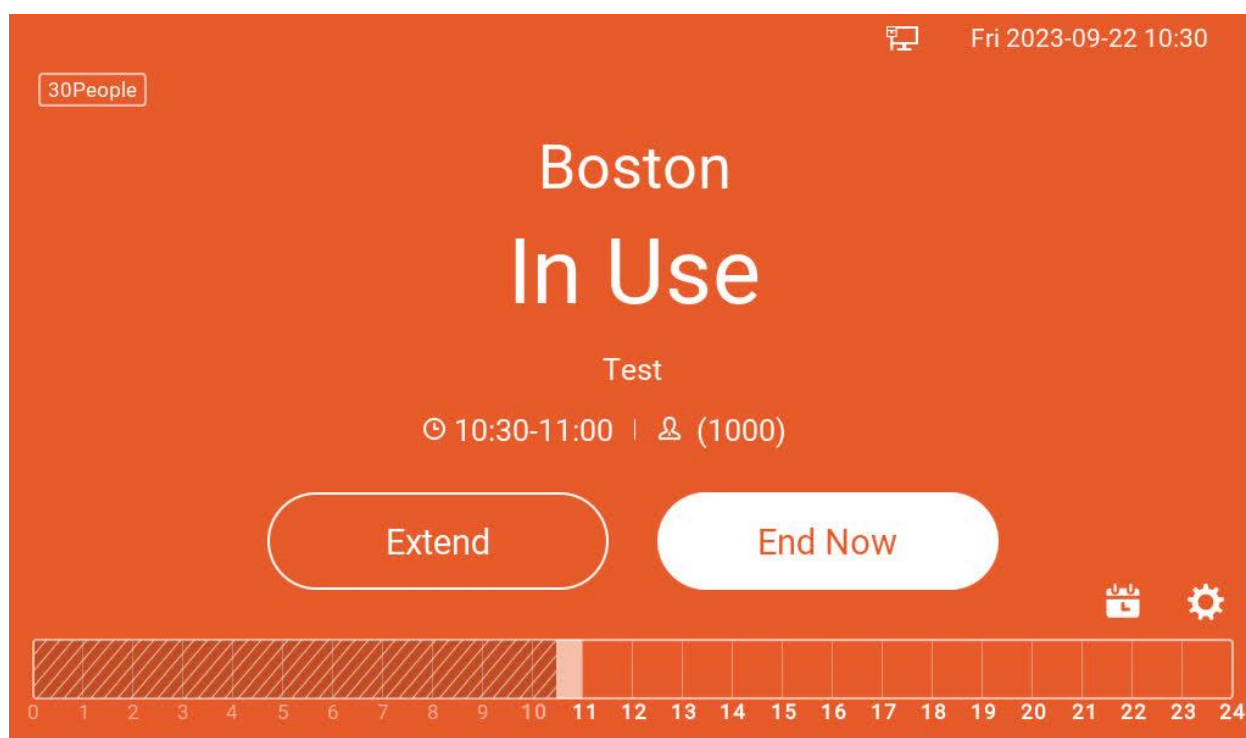 Fri 2023-09-22 10:30
30People
Boston
In Use
Test
10:30-11:00 (1000)
Extend End Now
0 1 2 3 4 5 6 7 8 9 10 11 12 13 14 15 16 17 18 19 20 21 22 23 24